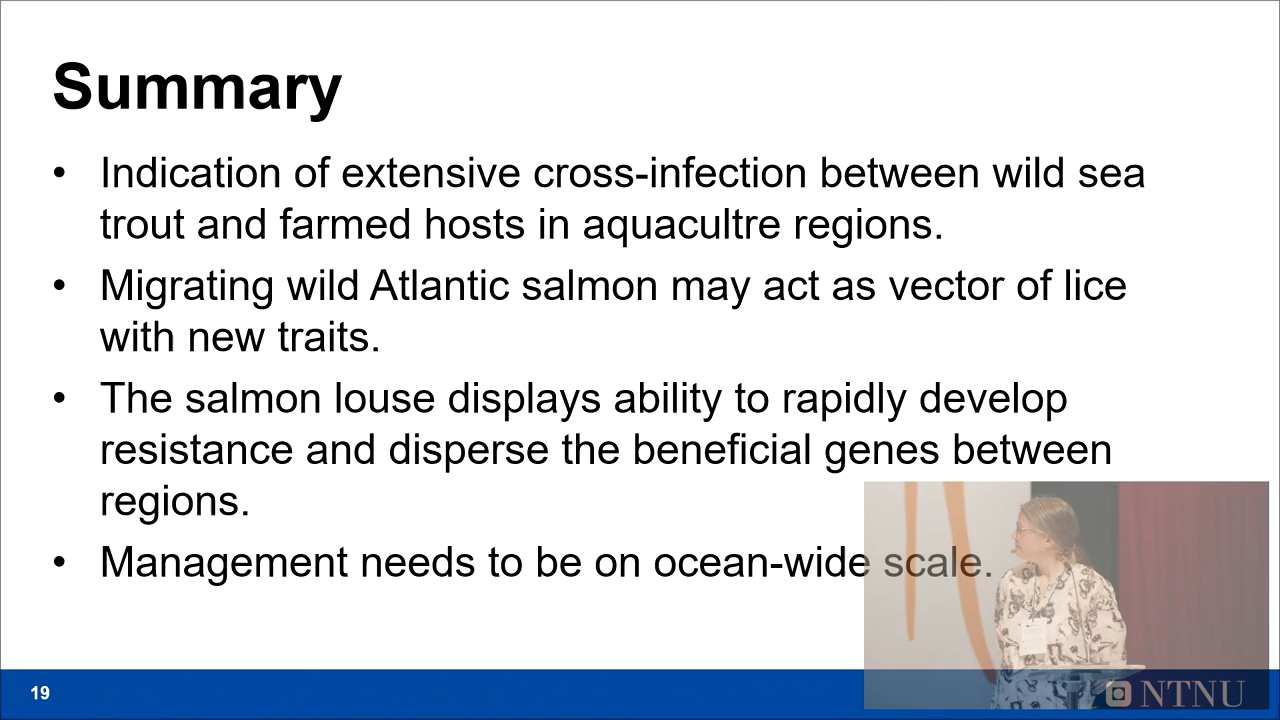 Summary
• Indication of extensive cross-infection between wild sea
trout and farmed hosts in aquacultre regions.
• Migrating wild Atlantic salmon may act as vector of lice
with new traits.
• The salmon louse displays ability to rapidly develop
resistance and disperse the beneficial genes between
regions.
• Management needs to be on ocean-wide scale.
19
NTNU